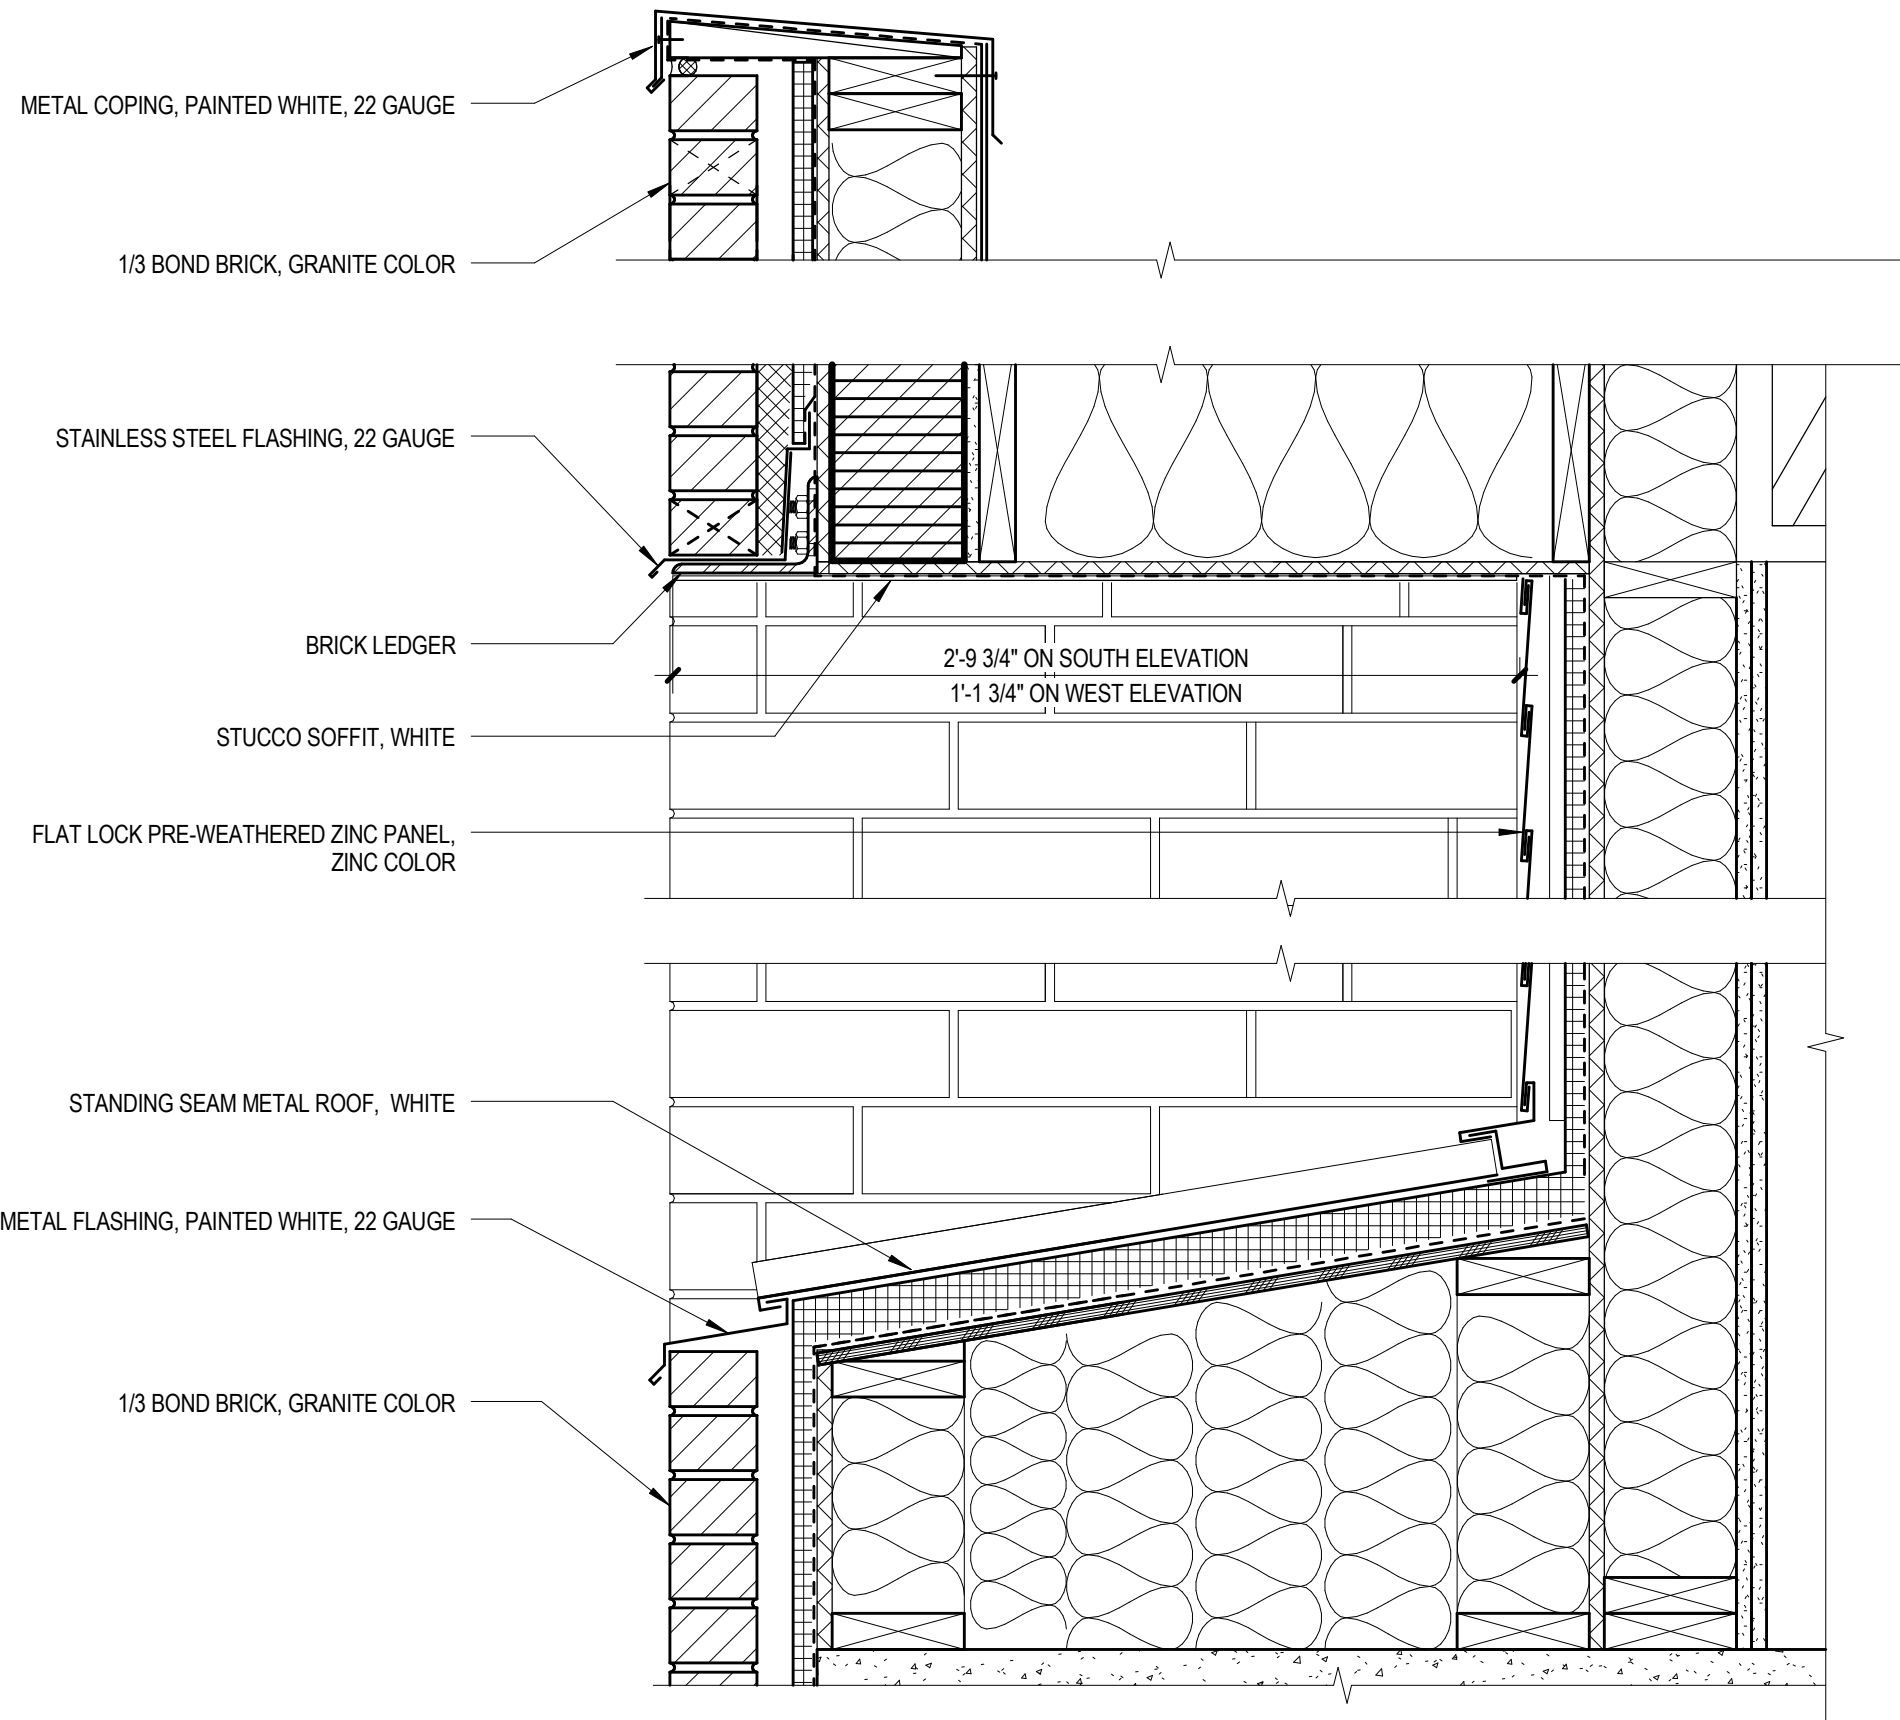 METAL COPING, PAINTED WHITE, 22 GAUGE
1/3 BOND BRICK, GRANITE COLOR
STAINLESS STEEL FLASHING, 22 GAUGE
BRICK LEDGER
2'-9 3/4" ON SOUTH ELEVATION
1'-1 3/4" ON WEST ELEVATION
STUCCO SOFFIT, WHITE
FLAT LOCK PRE-WEATHERED ZINC PANEL,
ZINC COLOR
STANDING SEAM METAL ROOF, WHITE
METAL FLASHING, PAINTED WHITE, 22 GAUGE
1/3 BOND BRICK, GRANITE COLOR